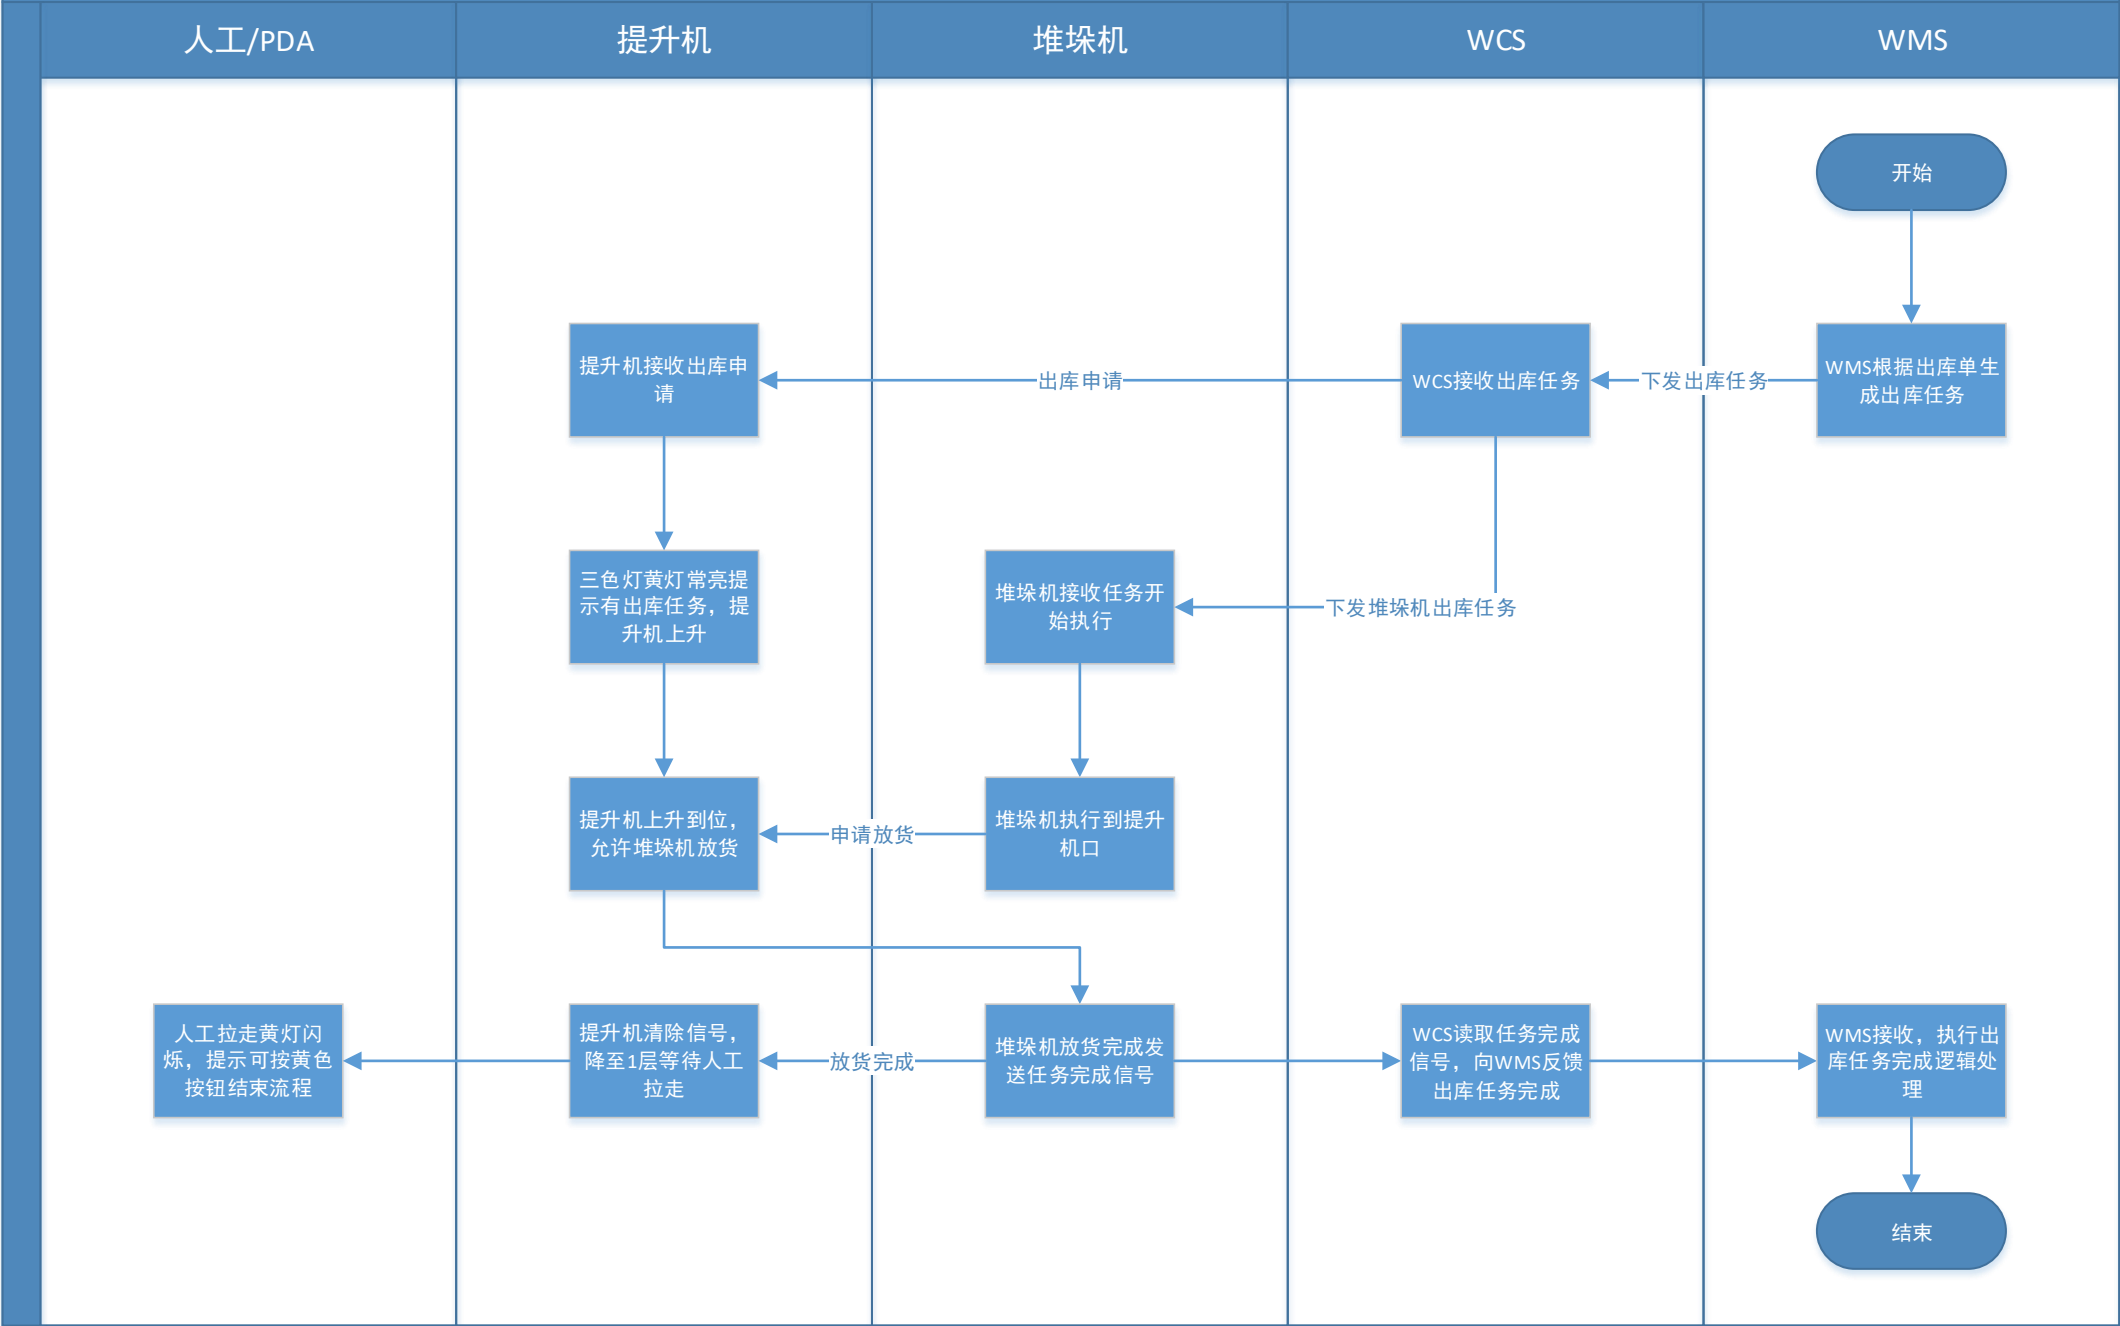 人工/PDA
提升机
堆垛机
WCS
WMS
开始
提升机接收出库申
请
出库申请
WCS接收出库任务
下发出库任务
WMS根据出库单生
成出库任务
三色灯黄灯常亮提
示有出库任务，提
升机上升
堆垛机接收任务开
始执行
下发堆垛机出库任务
提升机上升到位，
允许堆垛机放货
申请放货
堆垛机执行到提升
机口
人工拉走黄灯闪
烁，提示可按黄色
按钮结束流程
提升机清除信号，
降至1层等待人工
拉走
放货完成
堆垛机放货完成发
送任务完成信号
WCS读取任务完成
信号，向WMS反馈
出库任务完成
WMS接收，执行出
库任务完成逻辑处
理
结束